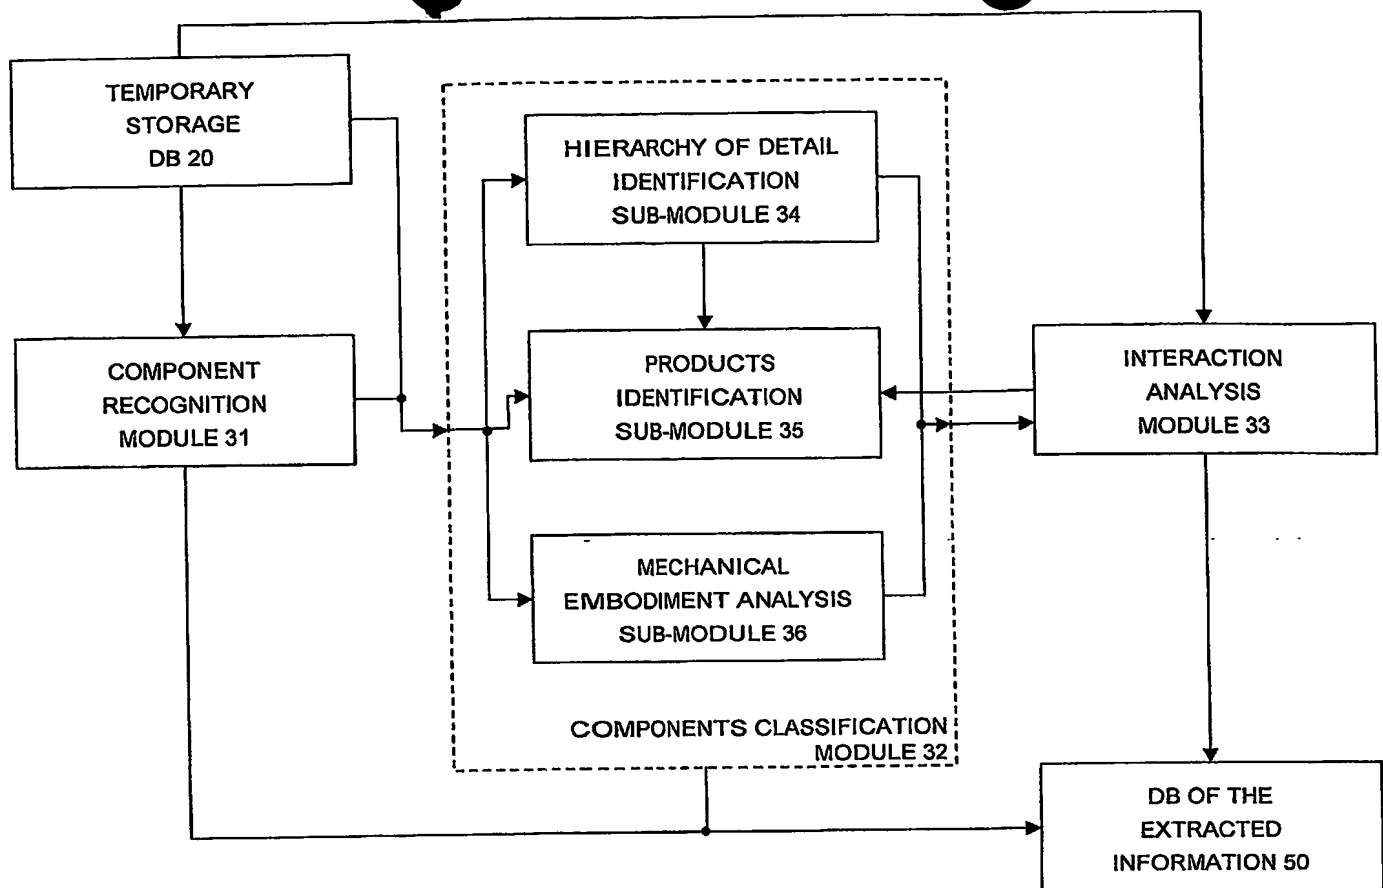 TEMPORARY
STORAGE
DB 20
HIERARCHY OF DETAIL
IDENTIFICATION
SUB-MODULE 34
COMPONENT
RECOGNITION
MODULE 31
PRODUCTS
IDENTIFICATION
SUB-MODULE 35
INTERACTION
ANALYSIS
MODULE 33
MECHANICAL
EMBODIMENT ANALYSIS
SUB-MODULE 36
COMPONENTS CLASSIFICATION
MODULE 32
DB OF THE
EXTRACTED
INFORMATION 50